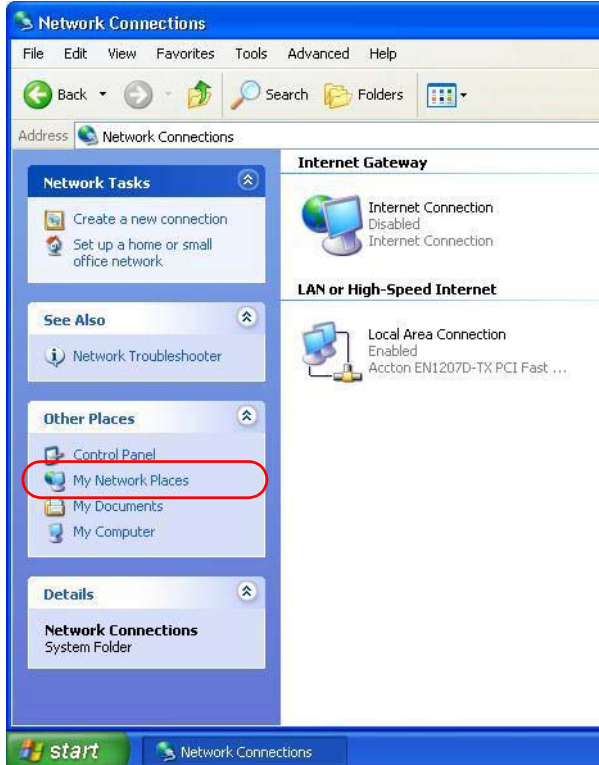 Network Connections
File Edit View Favorites Tools Advanced Help
Back Search Folders
Address Network Connections
Network Tasks
Create a new connection
Set up a home or small
office network
See Also
Network Troubleshooter
Other Places
Control Panel
My Network Places
My Documents
My Computer
Details
Network Connections
System Folder
Internet Gateway
Internet Connection
Disabled
Internet Connection
LAN or High-Speed Internet
Local Area Connection
Enabled
Accton EN1207D-TX PCI Fast ...
start Network Connections